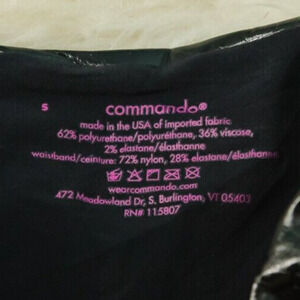 s
commando®
made in the USA of imported fabric
62% polyurethane/polyuréthane, 36% viscose,
2% elastane/élasthanne
waistband/ceinture: 72% nylon, 28% elastane/élasthanne
wearcommando.com
472 Meadowland Dr, S. Burlington, VT 05403
RN# 115807